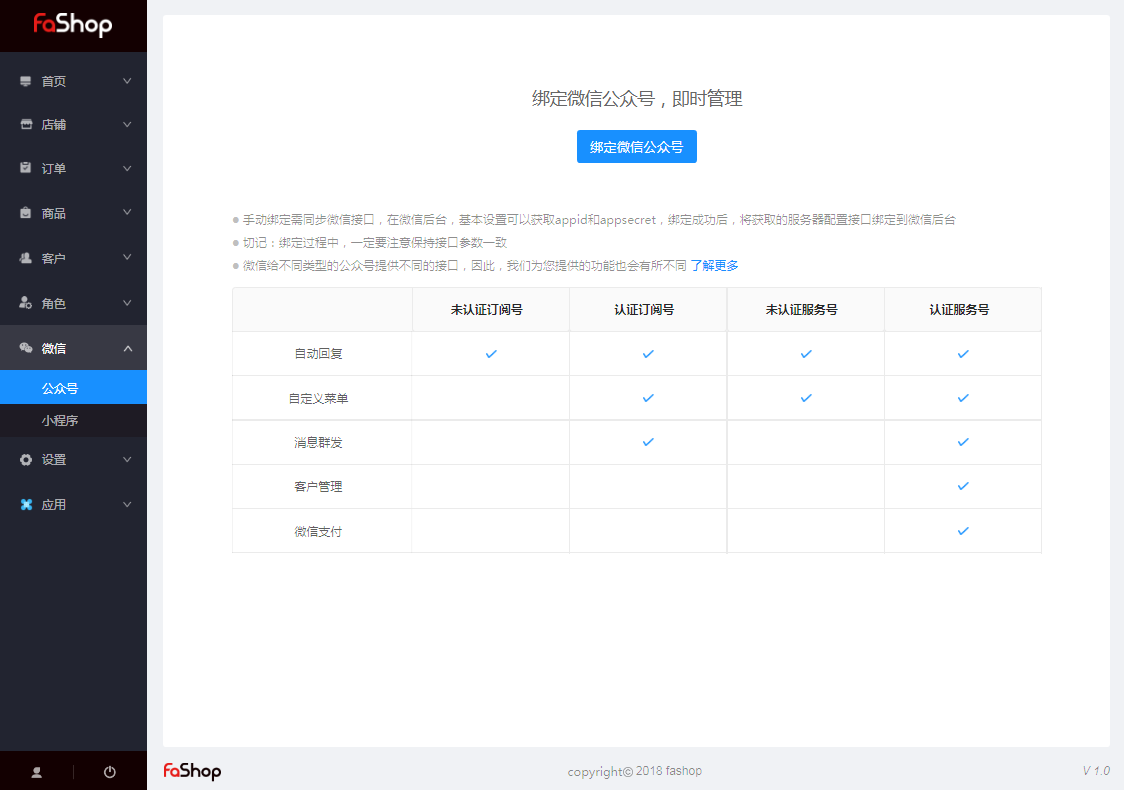 faShop
首页
店铺
订单
商品
客户
角色
微信
公众号
小程序
设置
应用
绑定微信公众号，即时管理
绑定微信公众号
● 手动绑定需同步微信接口，在微信后台，基本设置可以获取appid和appsecret，绑定成功后，将获取的服务器配置接口绑定到微信后台
● 切记：绑定过程中，一定要注意保持接口参数一致
● 微信给不同类型的公众号提供不同的接口，因此，我们为您提供的功能也会有所不同 了解更多
未认证订阅号 认证订阅号 未认证服务号 认证服务号
自动回复 ✓ ✓ ✓ ✓
自定义菜单 ✓ ✓ ✓
消息群发 ✓ ✓
客户管理 ✓
微信支付 ✓
faShop copyright© 2018 fashop V 1.0